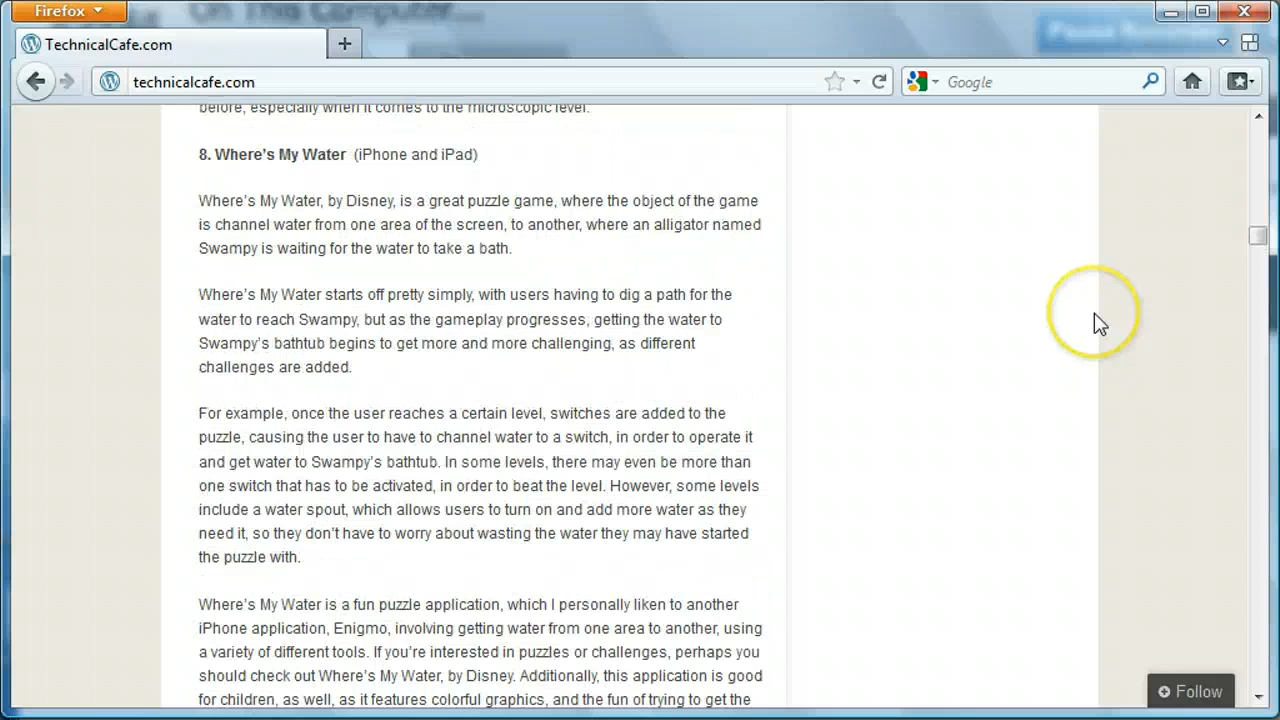 Firefox
On This Computer...
TechnicalCafe.com
technicalcafe.com
Google
before, especially when it comes to the microscopic level.
8. Where's My Water (iPhone and iPad)
Where's My Water, by Disney, is a great puzzle game, where the object of the game
is channel water from one area of the screen, to another, where an alligator named
Swampy is waiting for the water to take a bath.
Where's My Water starts off pretty simply, with users having to dig a path for the
water to reach Swampy, but as the gameplay progresses, getting the water to
Swampy's bathtub begins to get more and more challenging, as different
challenges are added.
For example, once the user reaches a certain level, switches are added to the
puzzle, causing the user to have to channel water to a switch, in order to operate it
and get water to Swampy's bathtub. In some levels, there may even be more than
one switch that has to be activated, in order to beat the level. However, some levels
include a water spout, which allows users to turn on and add more water as they
need it, so they don't have to worry about wasting the water they may have started
the puzzle with.
Where's My Water is a fun puzzle application, which I personally liken to another
iPhone application, Enigmo, involving getting water from one area to another, using
a variety of different tools. If you're interested in puzzles or challenges, perhaps you
should check out Where's My Water, by Disney. Additionally, this application is good
for children, as well, as it features colorful graphics, and the fun of trying to get the
Follow